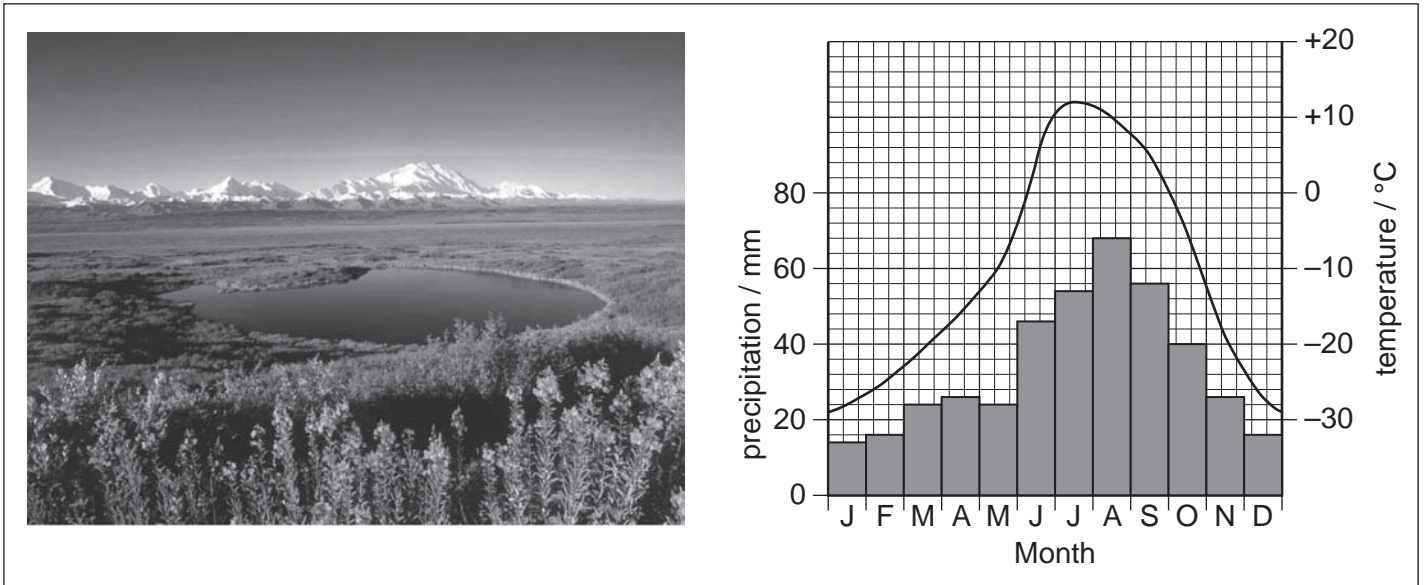 +20
+10
80
0
60
–10
40
–20
20
–30
0
precipitation / mm
temperature / °C
J F M A M J J A S O N D
Month